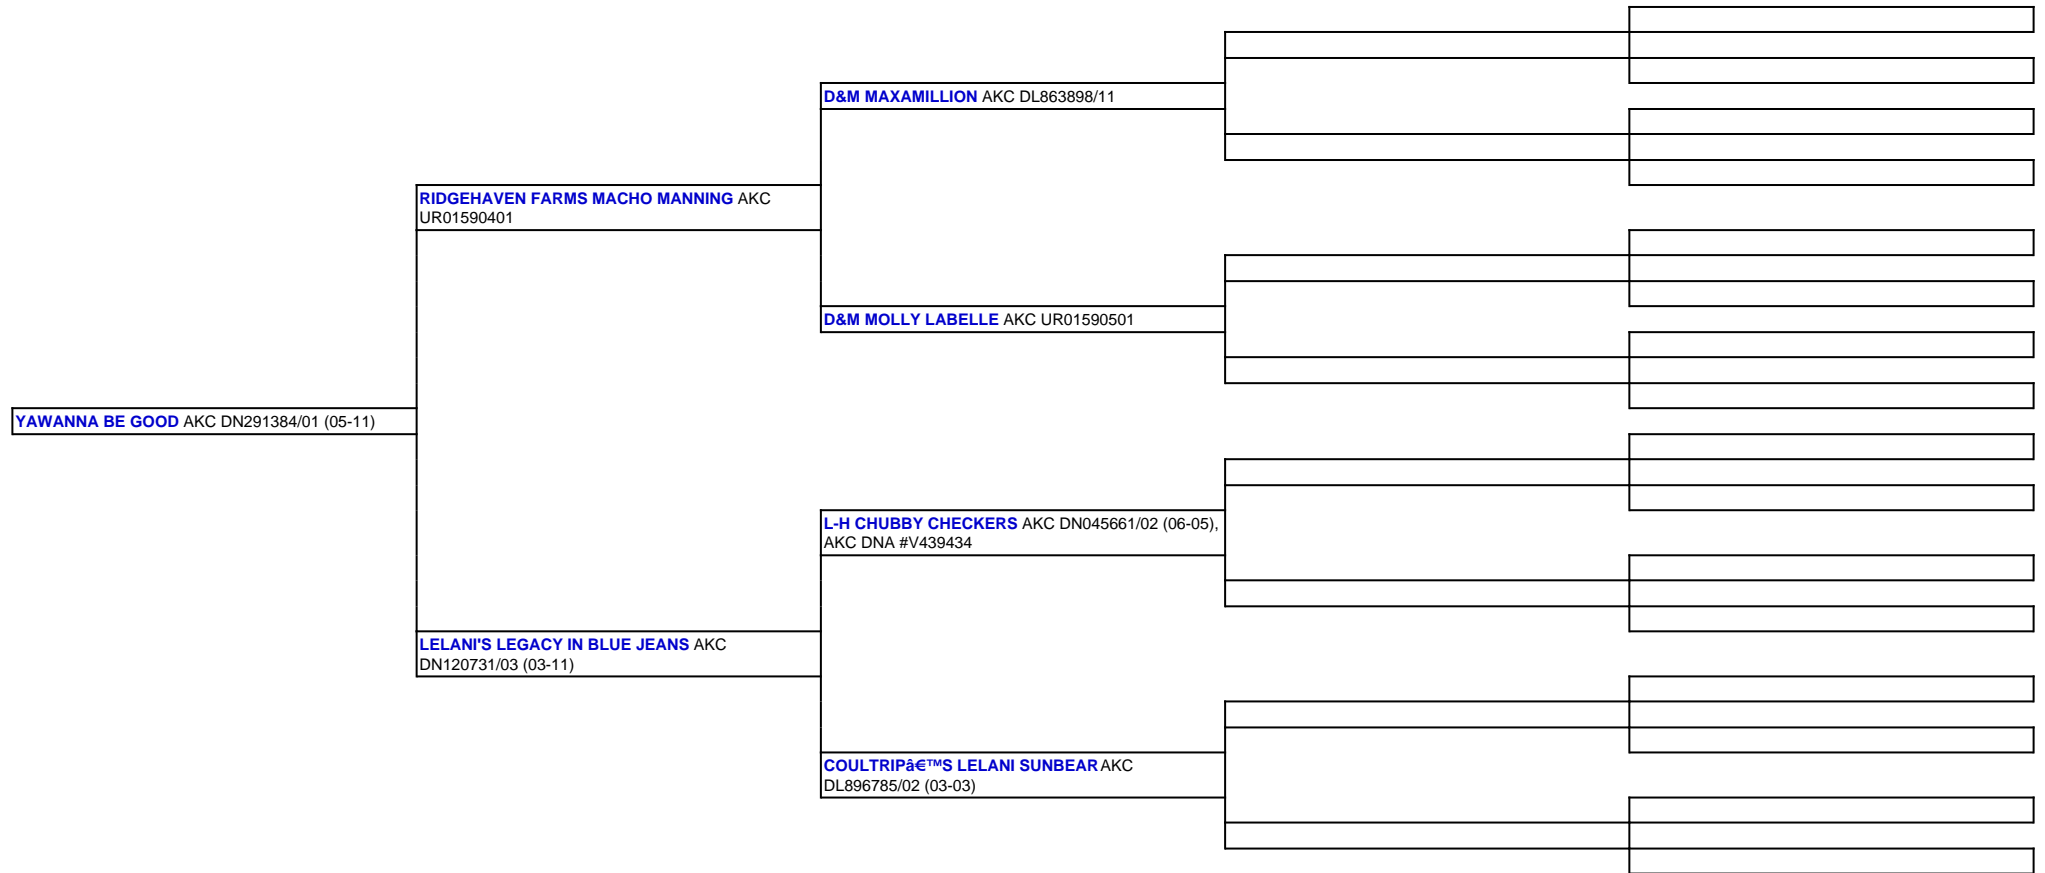 D&M MAXAMILLION AKC DL863898/11
RIDGEHAVEN FARMS MACHO MANNING AKC
UR01590401
D&M MOLLY LABELLE AKC UR01590501
YAWANNA BE GOOD AKC DN291384/01 (05-11)
L-H CHUBBY CHECKERS AKC DN045661/02 (06-05),
AKC DNA #V439434
LELANI'S LEGACY IN BLUE JEANS AKC
DN120731/03 (03-11)
COULTRIP’S LELANI SUNBEAR AKC
DL896785/02 (03-03)